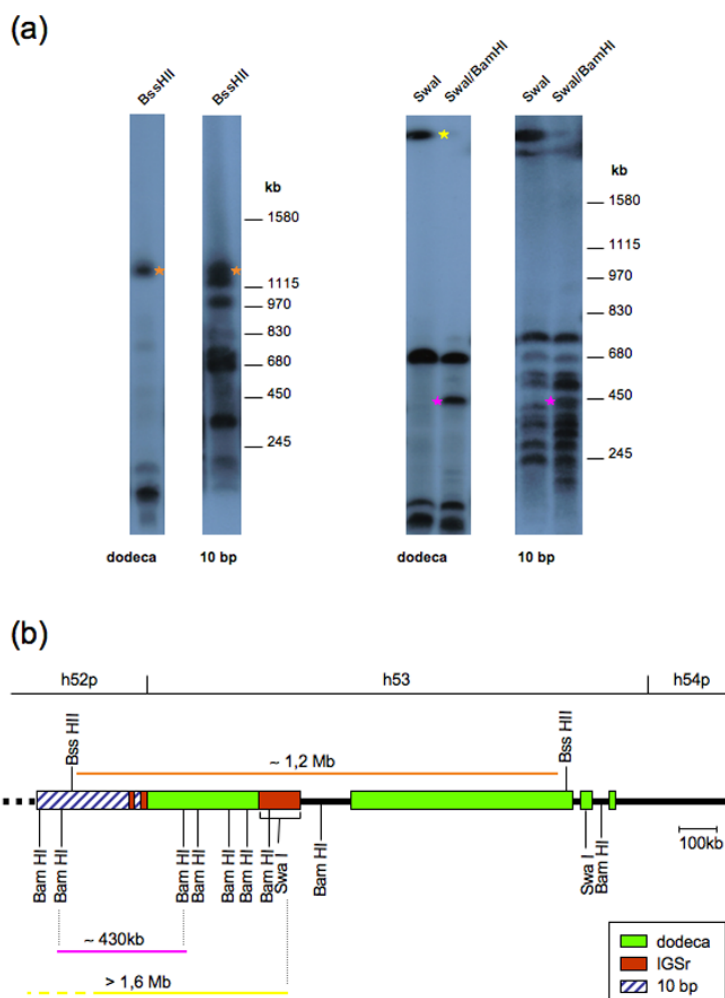 (a)
BssHII
BssHII
SwaI
SwaI/BamHI
SwaI
SwaI/BamHI
kb
1580
1115
970
830
680
450
245
kb
1580
1115
970
830
680
450
245
dodeca
10 bp
dodeca
10 bp
(b)
h52p
h53
h54p
Bss HII
~ 1,2 Mb
Bss HII
100kb
Bam HI
Bam HI
Bam HI
Bam HI
Bam HI
Bam HI
Bam HI
Swa I
Bam HI
Swa I
Bam HI
~ 430kb
> 1,6 Mb
dodeca
IGSr
10 bp